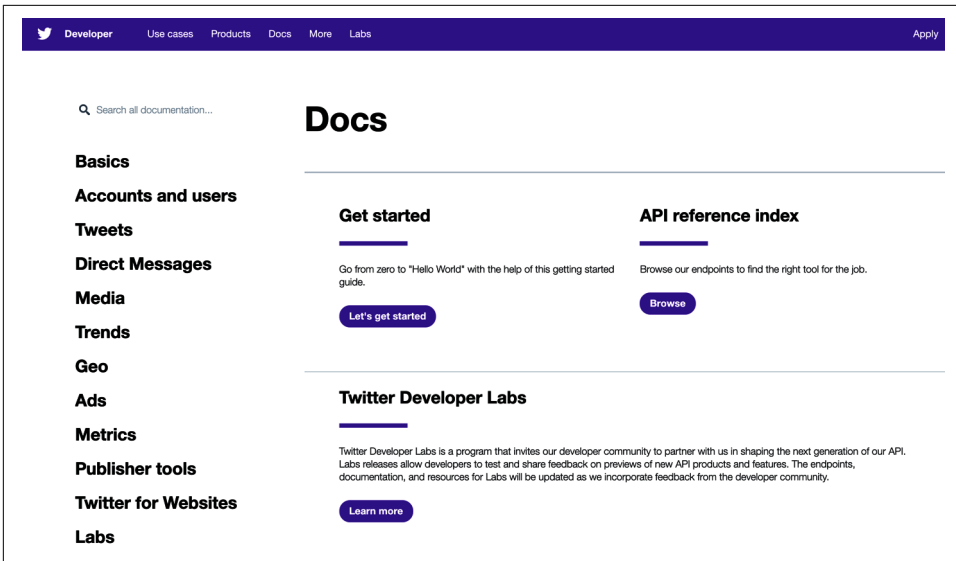 Developer Use cases Products Docs More Labs Apply
Search all documentation...
Basics
Accounts and users
Tweets
Direct Messages
Media
Trends
Geo
Ads
Metrics
Publisher tools
Twitter for Websites
Labs
Docs
Get started
Go from zero to "Hello World" with the help of this getting started
guide.
Let's get started
API reference index
Browse our endpoints to find the right tool for the job.
Browse
Twitter Developer Labs
Twitter Developer Labs is a program that invites our developer community to partner with us in shaping the next generation of our API.
Labs releases allow developers to test and share feedback on previews of new API products and features. The endpoints,
documentation, and resources for Labs will be updated as we incorporate feedback from the developer community.
Learn more